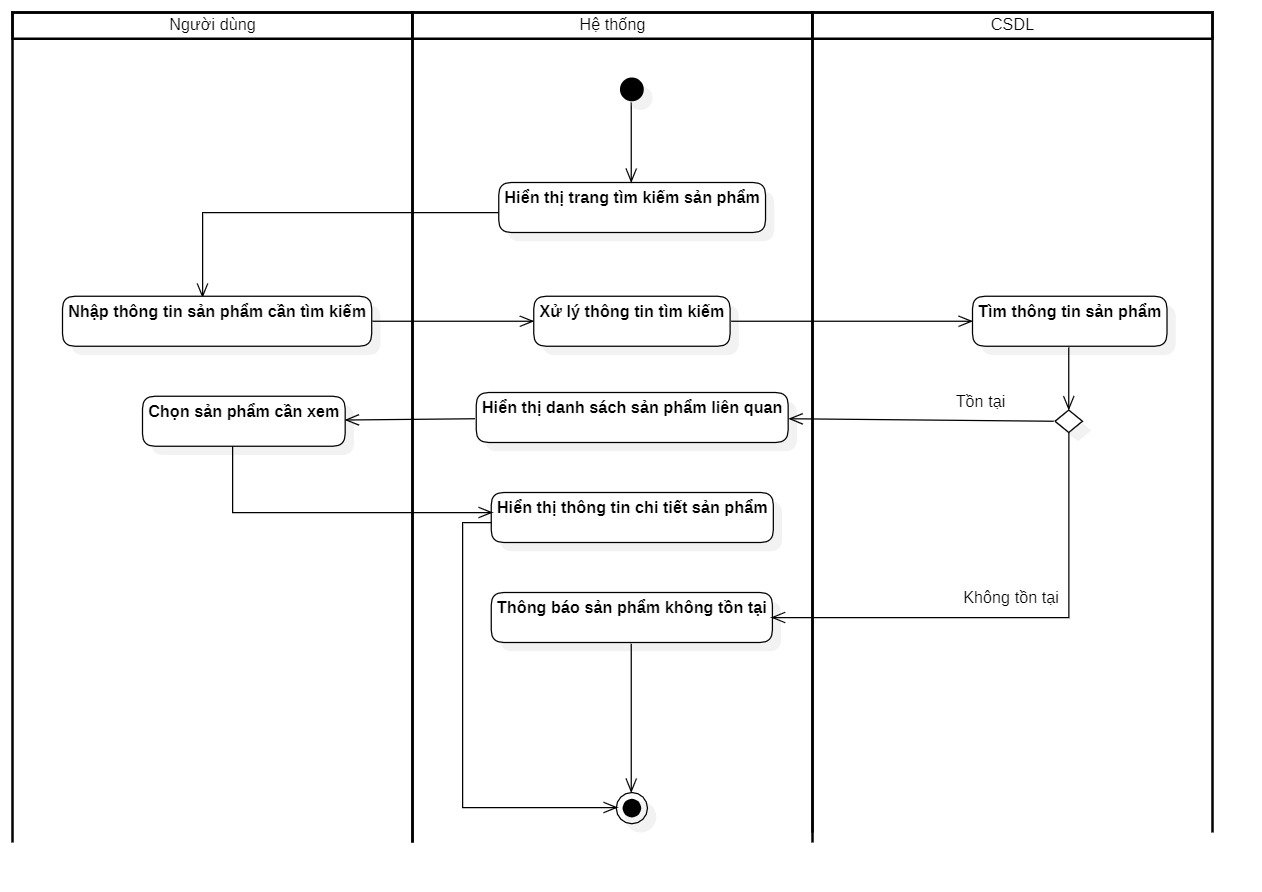 Người dùng
Hệ thống
CSDL
Hiển thị trang tìm kiếm sản phẩm
Nhập thông tin sản phẩm cần tìm kiếm
Xử lý thông tin tìm kiếm
Tìm thông tin sản phẩm
Chọn sản phẩm cần xem
Hiển thị danh sách sản phẩm liên quan
Tồn tại
Hiển thị thông tin chi tiết sản phẩm
Không tồn tại
Thông báo sản phẩm không tồn tại